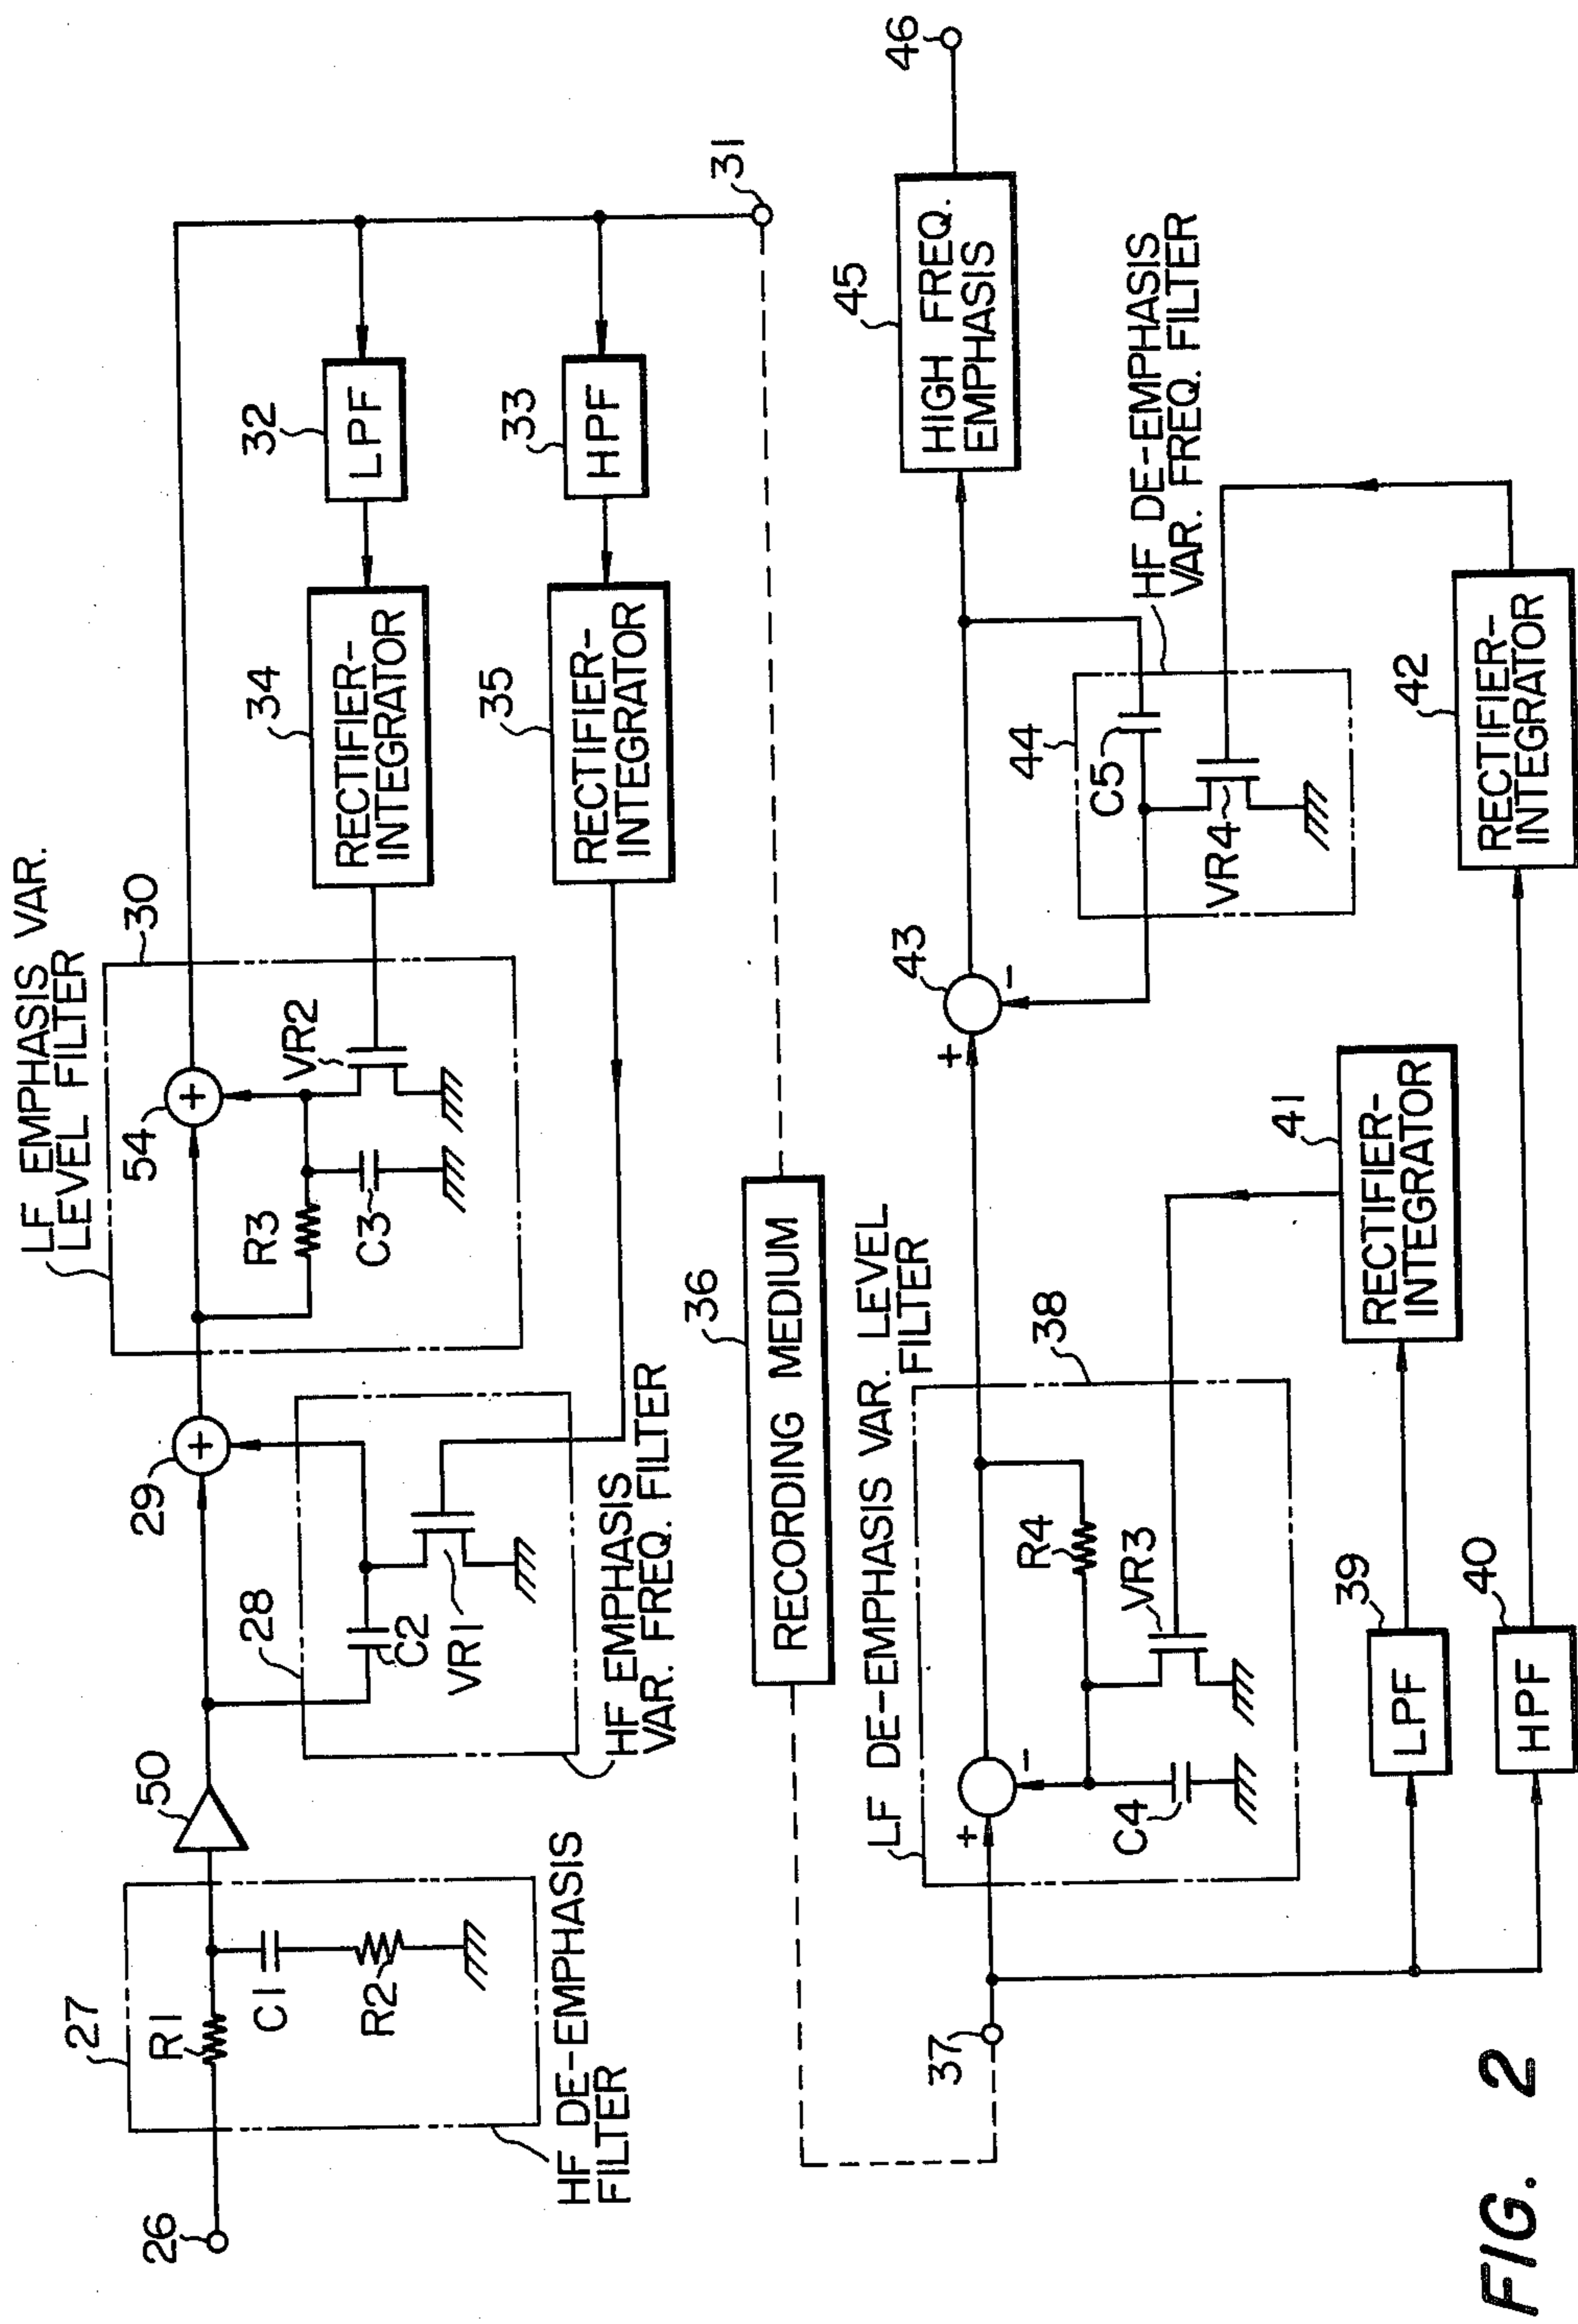 26
27
R1
C1
R2
HF DE-EMPHASIS
FILTER
50
28
C2
VR1
HF EMPHASIS
VAR. FREQ. FILTER
29
+
LF EMPHASIS VAR.
LEVEL FILTER
30
54
+
R3
C3
VR2
34
RECTIFIER-
INTEGRATOR
35
RECTIFIER-
INTEGRATOR
32
LPF
33
HPF
31
36
RECORDING MEDIUM
37
LF DE-EMPHASIS VAR. LEVEL
FILTER
38
+
-
C4
R4
VR3
39
LPF
40
HPF
41
RECTIFIER-
INTEGRATOR
42
RECTIFIER-
INTEGRATOR
43
+
-
44
C5
VR4
HF DE-EMPHASIS
VAR. FREQ. FILTER
45
HIGH FREQ.
EMPHASIS
46
FIG. 2